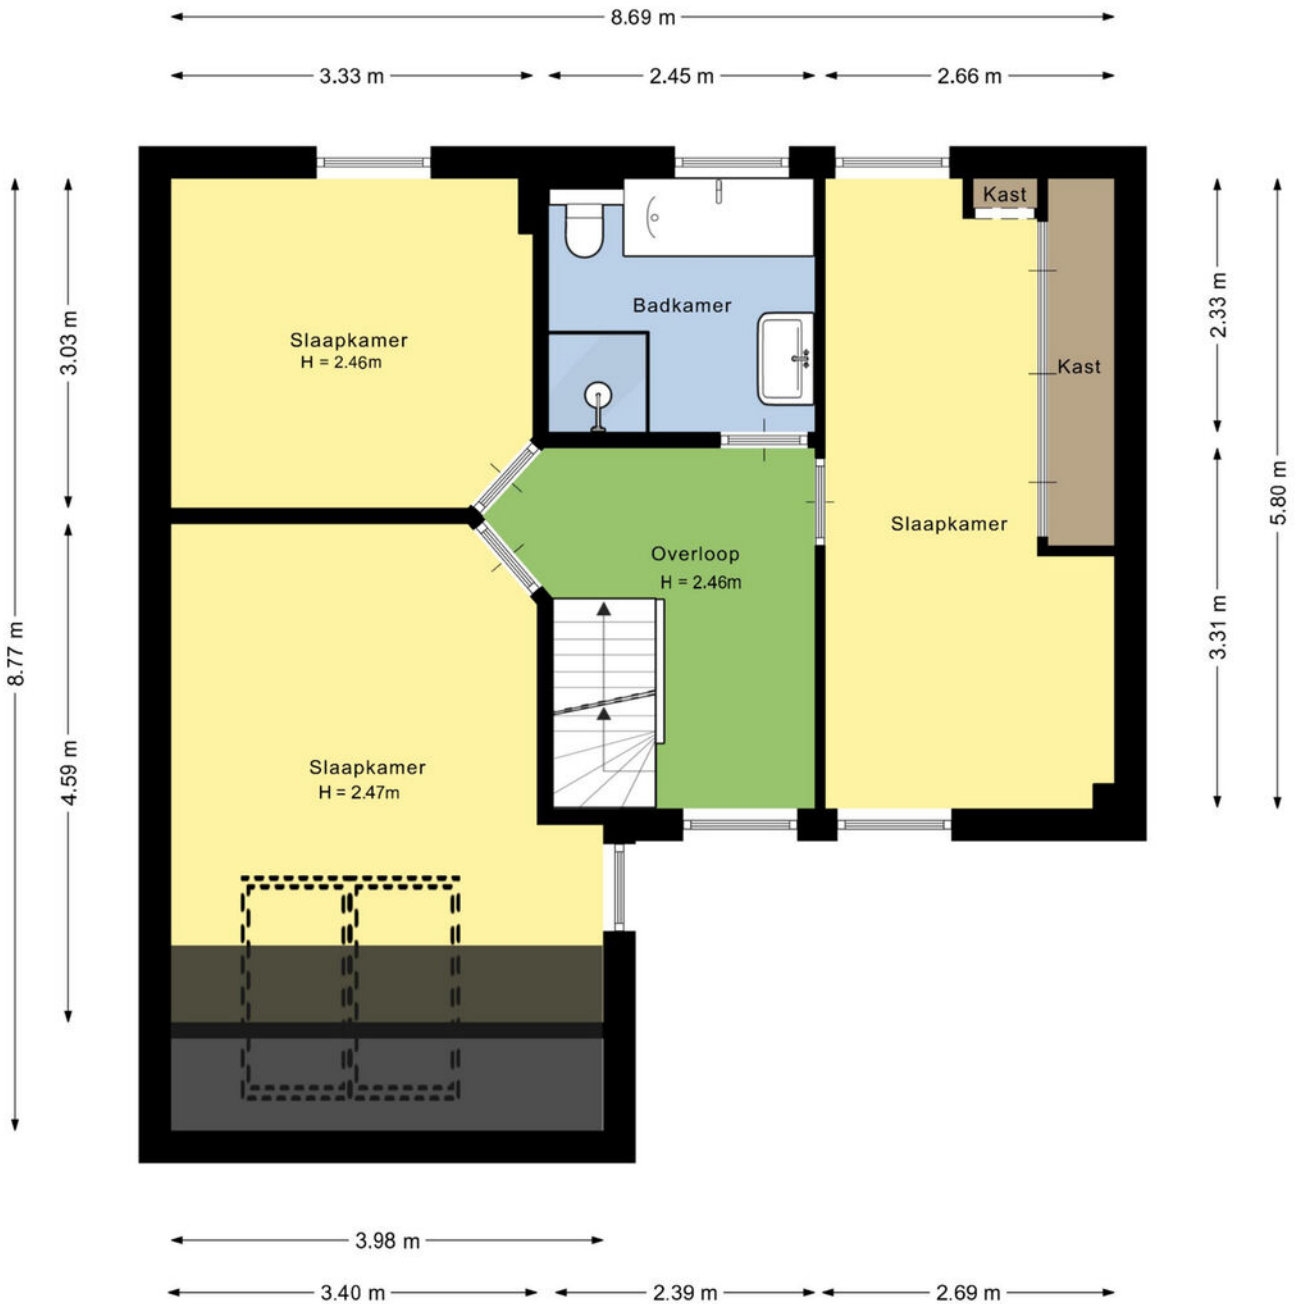 8.69 m
3.33 m
2.45 m
2.66 m
Kast
Badkamer
2.33 m
3.03 m
Slaapkamer
H = 2.46m
Kast
5.80 m
Slaapkamer
Overloop
H = 2.46m
3.31 m
8.77 m
4.59 m
Slaapkamer
H = 2.47m
3.98 m
3.40 m
2.39 m
2.69 m